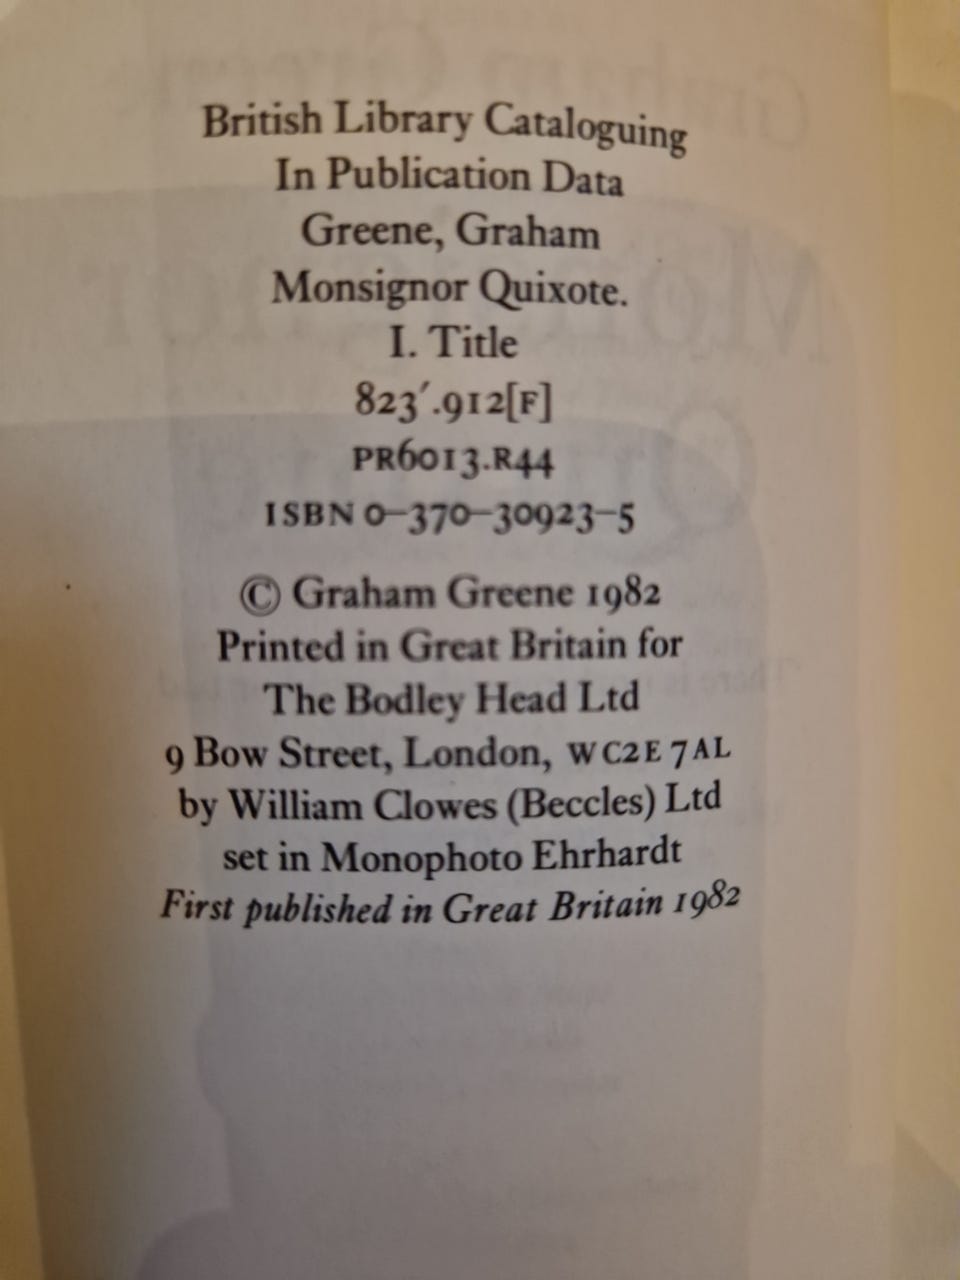 British Library Cataloguing
In Publication Data
Greene, Graham
Monsignor Quixote.
I. Title
823′.912[F]
PR6013.R44
ISBN 0–370–30923–5
© Graham Greene 1982
Printed in Great Britain for
The Bodley Head Ltd
9 Bow Street, London, WC2E 7AL
by William Clowes (Beccles) Ltd
set in Monophoto Ehrhardt
First published in Great Britain 1982